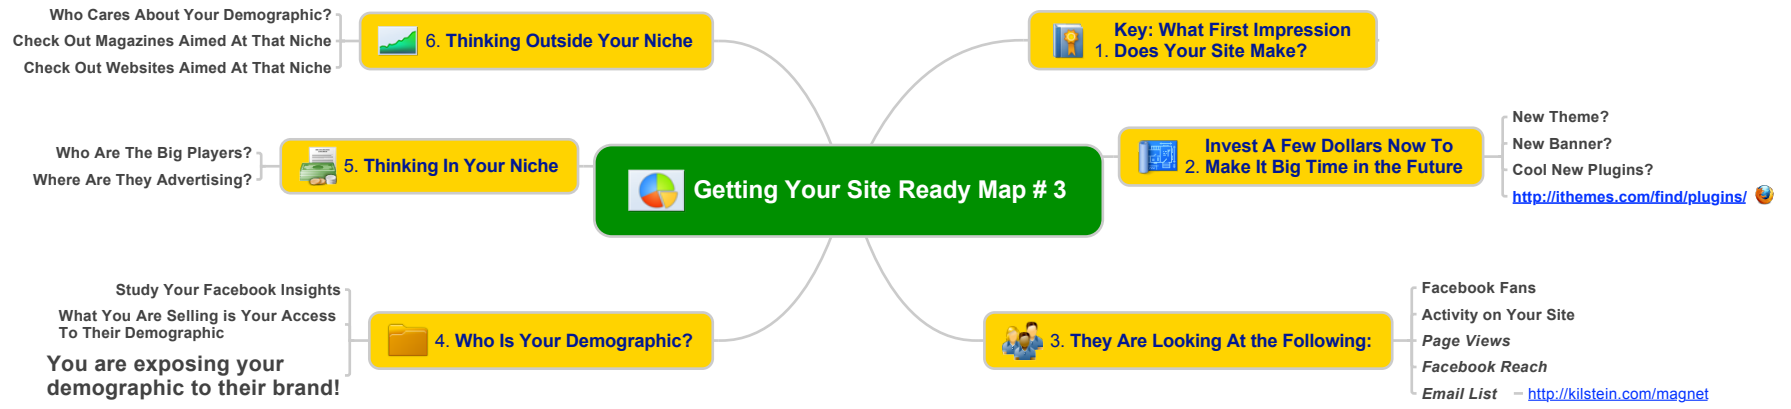 Getting Your Site Ready Map # 3
Key: What First Impression
1. Does Your Site Make?
Invest A Few Dollars Now To
2. Make It Big Time in the Future
New Theme?
New Banner?
Cool New Plugins?
http://ithemes.com/find/plugins/
3. They Are Looking At the Following:
Facebook Fans
Activity on Your Site
Page Views
Facebook Reach
Email List
http://kilstein.com/magnet
4. Who Is Your Demographic?
Study Your Facebook Insights
What You Are Selling is Your Access
To Their Demographic
You are exposing your
demographic to their brand!
5. Thinking In Your Niche
Who Are The Big Players?
Where Are They Advertising?
6. Thinking Outside Your Niche
Who Cares About Your Demographic?
Check Out Magazines Aimed At That Niche
Check Out Websites Aimed At That Niche